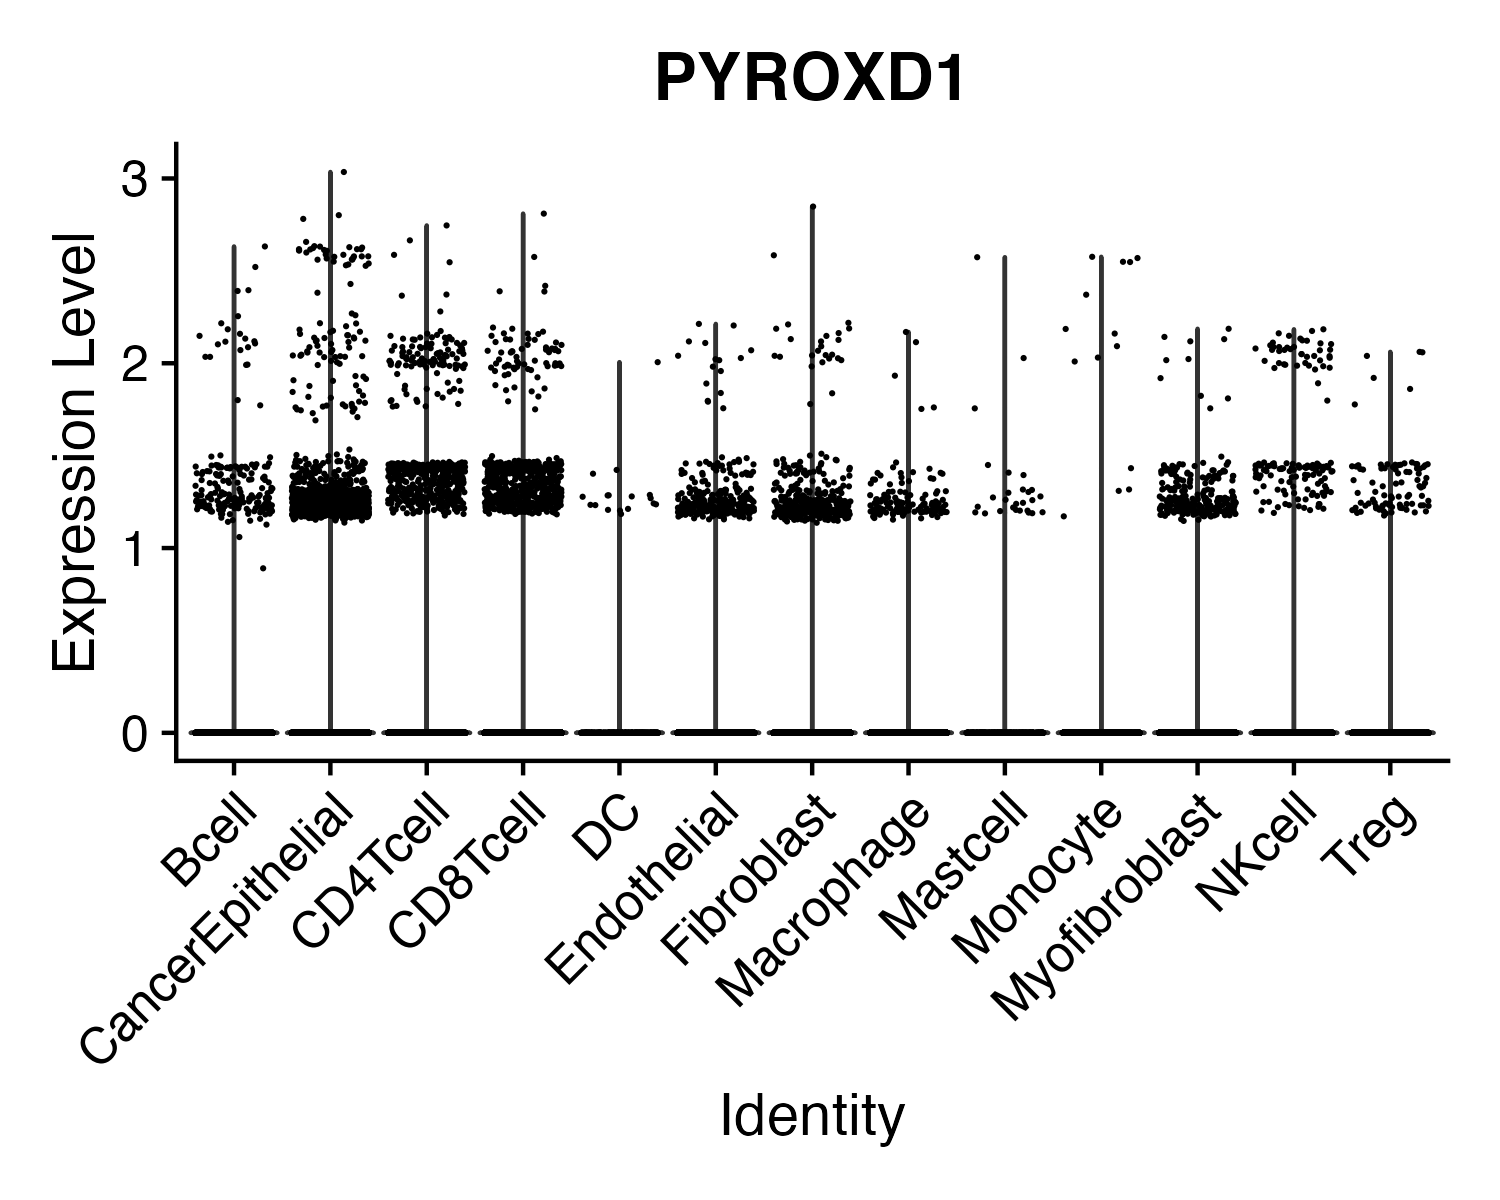 PYROXD1
Expression Level
3
2
1
0
Bcell
CancerEpithelial
CD4Tcell
CD8Tcell
DC
Endothelial
Fibroblast
Macrophage
Mastcell
Monocyte
Myofibroblast
NKcell
Treg
Identity